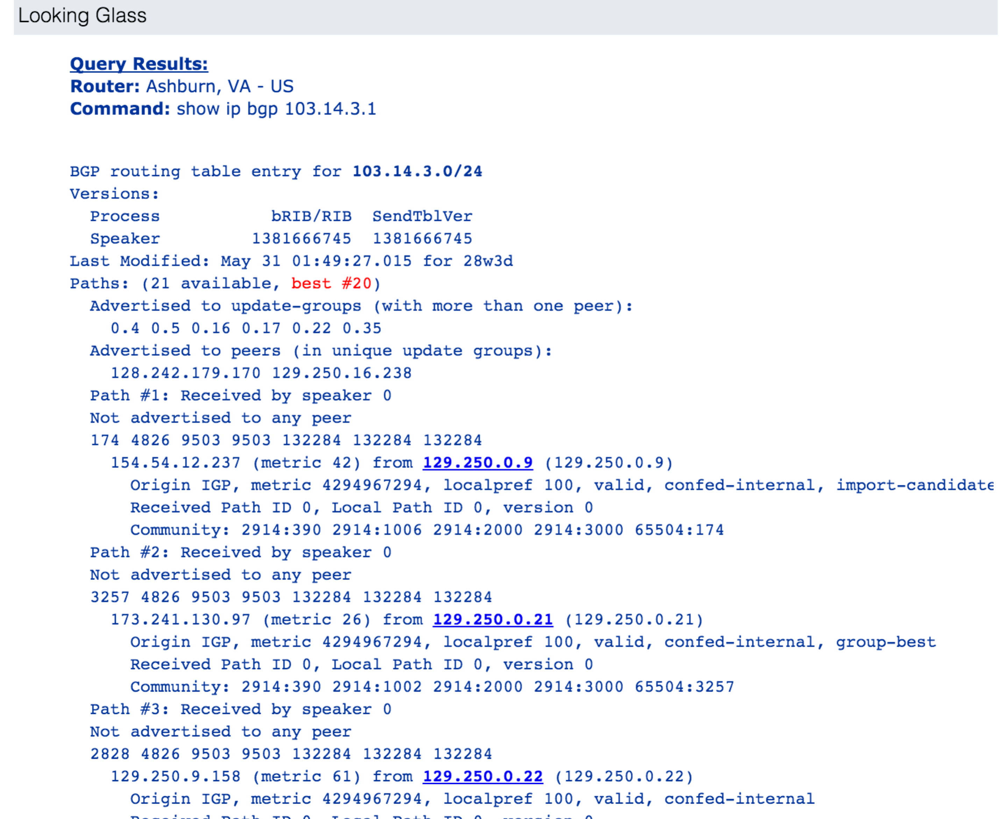 Looking Glass
Query Results:
Router: Ashburn, VA - US
Command: show ip bgp 103.14.3.1
BGP routing table entry for 103.14.3.0/24
Versions:
Process bRIB/RIB SendTblVer
Speaker 1381666745 1381666745
Last Modified: May 31 01:49:27.015 for 28w3d
Paths: (21 available, best #20)
Advertised to update-groups (with more than one peer):
0.4 0.5 0.16 0.17 0.22 0.35
Advertised to peers (in unique update groups):
128.242.179.170 129.250.16.238
Path #1: Received by speaker 0
Not advertised to any peer
174 4826 9503 9503 132284 132284 132284
154.54.12.237 (metric 42) from 129.250.0.9 (129.250.0.9)
Origin IGP, metric 4294967294, localpref 100, valid, confed-internal, import-candidate
Received Path ID 0, Local Path ID 0, version 0
Community: 2914:390 2914:1006 2914:2000 2914:3000 65504:174
Path #2: Received by speaker 0
Not advertised to any peer
3257 4826 9503 9503 132284 132284 132284
173.241.130.97 (metric 26) from 129.250.0.21 (129.250.0.21)
Origin IGP, metric 4294967294, localpref 100, valid, confed-internal, group-best
Received Path ID 0, Local Path ID 0, version 0
Community: 2914:390 2914:1002 2914:2000 2914:3000 65504:3257
Path #3: Received by speaker 0
Not advertised to any peer
2828 4826 9503 9503 132284 132284 132284
129.250.9.158 (metric 61) from 129.250.0.22 (129.250.0.22)
Origin IGP, metric 4294967294, localpref 100, valid, confed-internal
Received Path ID 0, Local Path ID 0, version 0